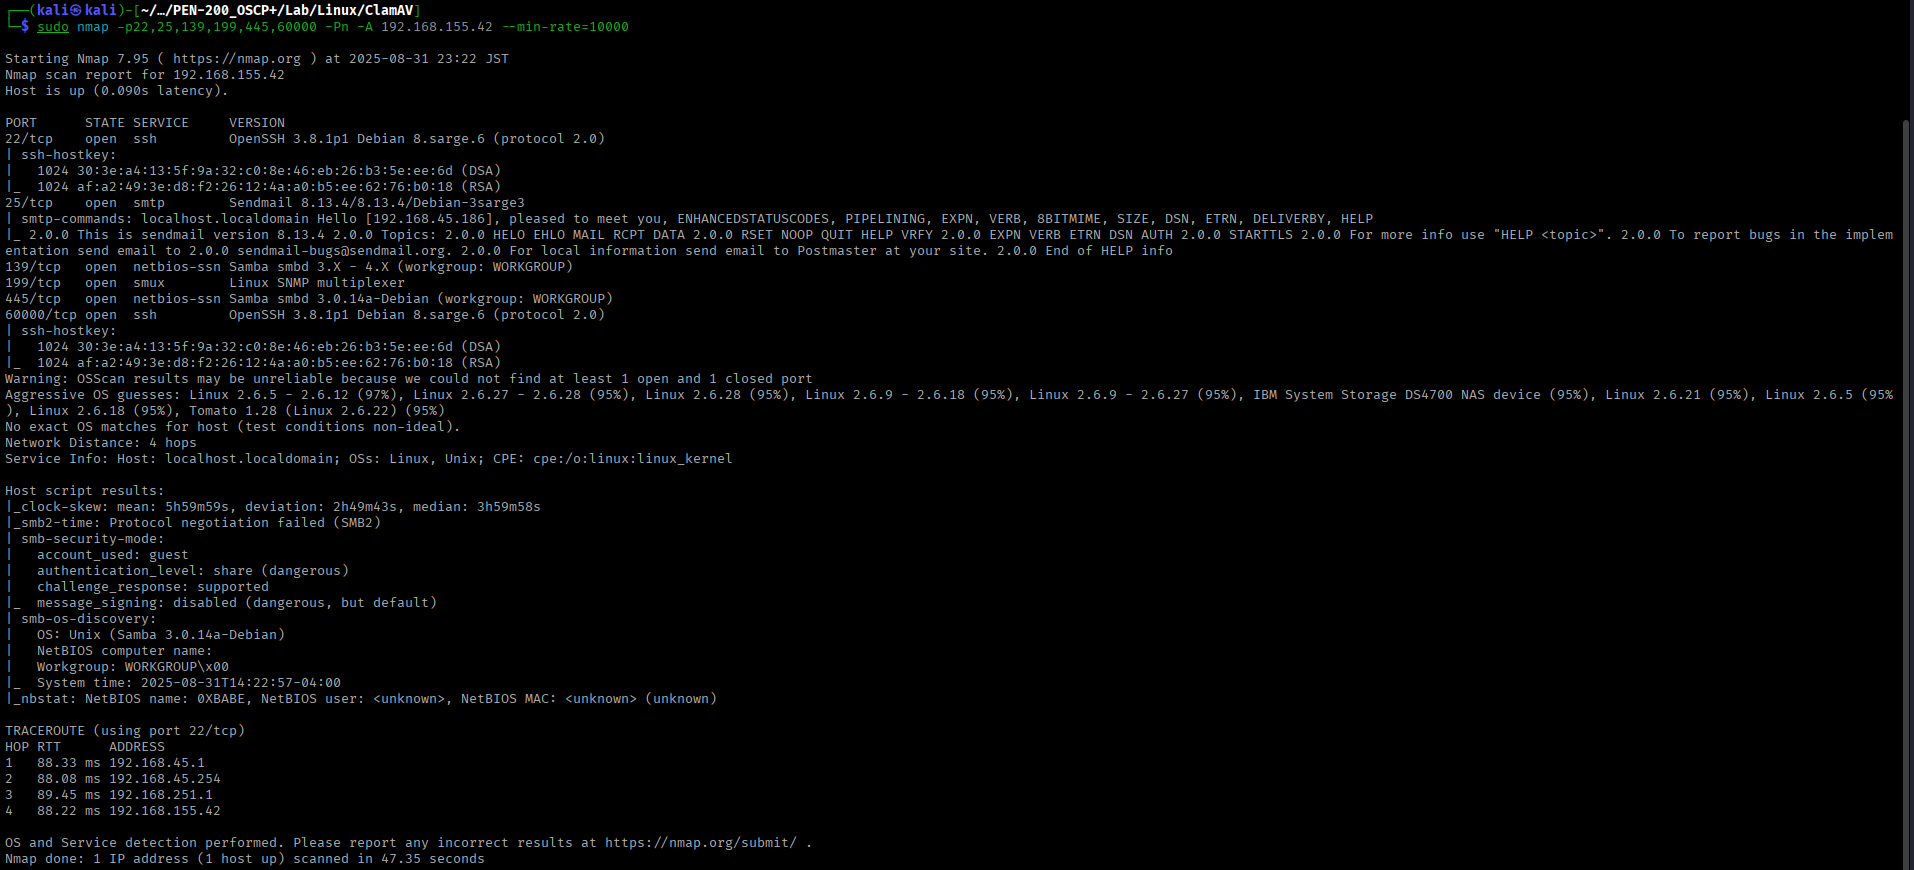 ┌──(kali㉿kali)-[~/…/PEN-200_OSCP+/Lab/Linux/ClamAV]
└─$ sudo nmap -p22,25,139,199,445,60000 -Pn -A 192.168.155.42 --min-rate=10000
Starting Nmap 7.95 ( https://nmap.org ) at 2025-08-31 23:22 JST
Nmap scan report for 192.168.155.42
Host is up (0.090s latency).
PORT      STATE SERVICE     VERSION
22/tcp    open  ssh         OpenSSH 3.8.1p1 Debian 8.sarge.6 (protocol 2.0)
| ssh-hostkey:
|   1024 30:3e:a4:13:5f:9a:32:c0:8e:46:eb:26:b3:5e:ee:6d (DSA)
|_  1024 af:a2:49:3e:d8:f2:26:12:4a:a0:b5:ee:62:76:b0:18 (RSA)
25/tcp    open  smtp        Sendmail 8.13.4/8.13.4/Debian-3sarge3
| smtp-commands: localhost.localdomain Hello [192.168.45.186], pleased to meet you, ENHANCEDSTATUSCODES, PIPELINING, EXPN, VERB, 8BITMIME, SIZE, DSN, ETRN, DELIVERBY, HELP
|_ 2.0.0 This is sendmail version 8.13.4 2.0.0 Topics: 2.0.0 HELO EHLO MAIL RCPT DATA 2.0.0 RSET NOOP QUIT HELP VRFY 2.0.0 EXPN VERB ETRN DSN AUTH 2.0.0 STARTTLS 2.0.0 For more info use "HELP <topic>". 2.0.0 To report bugs in the implem
entation send email to 2.0.0 sendmail-bugs@sendmail.org. 2.0.0 For local information send email to Postmaster at your site. 2.0.0 End of HELP info
139/tcp   open  netbios-ssn Samba smbd 3.X - 4.X (workgroup: WORKGROUP)
199/tcp   open  smux        Linux SNMP multiplexer
445/tcp   open  netbios-ssn Samba smbd 3.0.14a-Debian (workgroup: WORKGROUP)
60000/tcp open  ssh         OpenSSH 3.8.1p1 Debian 8.sarge.6 (protocol 2.0)
| ssh-hostkey:
|   1024 30:3e:a4:13:5f:9a:32:c0:8e:46:eb:26:b3:5e:ee:6d (DSA)
|_  1024 af:a2:49:3e:d8:f2:26:12:4a:a0:b5:ee:62:76:b0:18 (RSA)
Warning: OSScan results may be unreliable because we could not find at least 1 open and 1 closed port
Aggressive OS guesses: Linux 2.6.5 - 2.6.12 (97%), Linux 2.6.27 - 2.6.28 (95%), Linux 2.6.28 (95%), Linux 2.6.9 - 2.6.18 (95%), Linux 2.6.9 - 2.6.27 (95%), IBM System Storage DS4700 NAS device (95%), Linux 2.6.21 (95%), Linux 2.6.5 (95%
), Linux 2.6.18 (95%), Tomato 1.28 (Linux 2.6.22) (95%)
No exact OS matches for host (test conditions non-ideal).
Network Distance: 4 hops
Service Info: Host: localhost.localdomain; OSs: Linux, Unix; CPE: cpe:/o:linux:linux_kernel
Host script results:
|_clock-skew: mean: 5h59m59s, deviation: 2h49m43s, median: 3h59m58s
|_smb2-time: Protocol negotiation failed (SMB2)
| smb-security-mode:
|   account_used: guest
|   authentication_level: share (dangerous)
|   challenge_response: supported
|_  message_signing: disabled (dangerous, but default)
| smb-os-discovery:
|   OS: Unix (Samba 3.0.14a-Debian)
|   NetBIOS computer name:
|   Workgroup: WORKGROUP\x00
|_  System time: 2025-08-31T14:22:57-04:00
|_nbstat: NetBIOS name: 0XBABE, NetBIOS user: <unknown>, NetBIOS MAC: <unknown> (unknown)
TRACEROUTE (using port 22/tcp)
HOP RTT      ADDRESS
1   88.33 ms 192.168.45.1
2   88.08 ms 192.168.45.254
3   89.45 ms 192.168.251.1
4   88.22 ms 192.168.155.42
OS and Service detection performed. Please report any incorrect results at https://nmap.org/submit/ .
Nmap done: 1 IP address (1 host up) scanned in 47.35 seconds